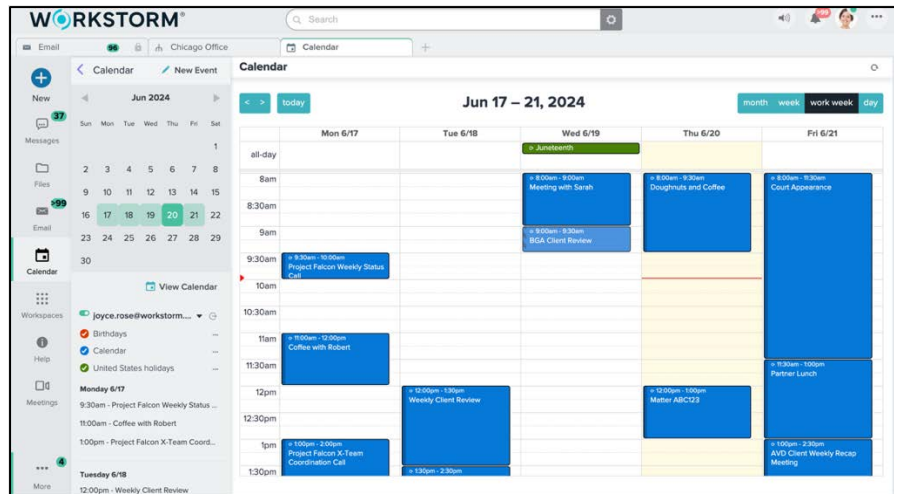 WORKSTORM®
Search
>99
Email 96 Chicago Office Calendar
New
37
Messages
Files
>99
Email
Calendar
Workspaces
Help
Meetings
4
More
Calendar New Event
Jun 2024
Sun Mon Tue Wed Thu Fri Sat
1
2 3 4 5 6 7 8
9 10 11 12 13 14 15
16 17 18 19 20 21 22
23 24 25 26 27 28 29
30
View Calendar
joyce.rose@workstorm....
Birthdays
Calendar
United States holidays
Monday 6/17
9:30am - Project Falcon Weekly Status ...
11:00am - Coffee with Robert
1:00pm - Project Falcon X-Team Coord...
Tuesday 6/18
12:00pm - Weekly Client Review
Calendar
< > today
Jun 17 – 21, 2024
month week work week day
Mon 6/17 Tue 6/18 Wed 6/19 Thu 6/20 Fri 6/21
all-day
Juneteenth
8am
8:30am
9am
9:30am
10am
10:30am
11am
11:30am
12pm
12:30pm
1pm
1:30pm
9:30am - 10:00am
Project Falcon Weekly Status
Call
11:00am - 12:00pm
Coffee with Robert
1:00pm - 2:00pm
Project Falcon X-Team
Coordination Call
12:00pm - 1:30pm
Weekly Client Review
1:30pm - 2:30pm
8:00am - 9:00am
Meeting with Sarah
9:00am - 9:30am
BGA Client Review
8:00am - 9:30am
Doughnuts and Coffee
12:00pm - 1:00pm
Matter ABC123
8:00am - 11:30am
Court Appearance
11:30am - 1:00pm
Partner Lunch
1:00pm - 2:30pm
AVD Client Weekly Recap
Meeting